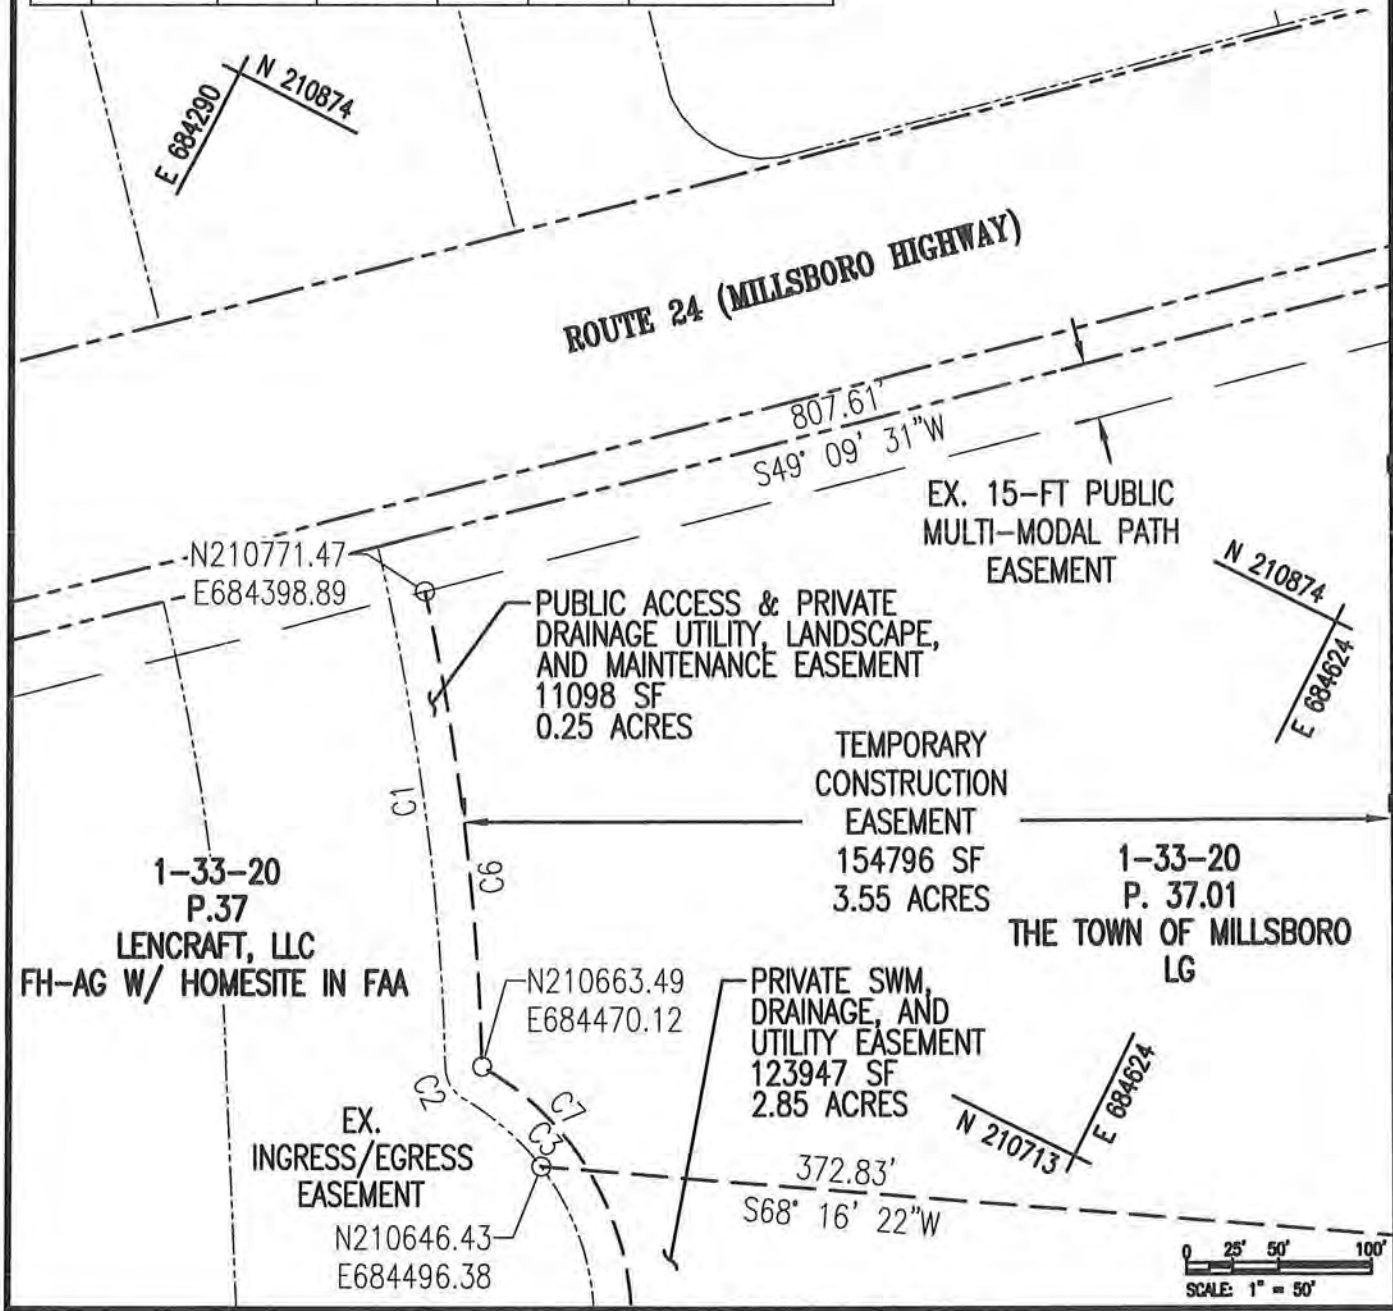 N 210874
E 684290
ROUTE 24 (MILLSBORO HIGHWAY)
807.61'
S49° 09' 31"W
EX. 15-FT PUBLIC
MULTI-MODAL PATH
EASEMENT
N210771.47
E684398.89
N 210874
E 684624
PUBLIC ACCESS & PRIVATE
DRAINAGE UTILITY, LANDSCAPE,
AND MAINTENANCE EASEMENT
11098 SF
0.25 ACRES
TEMPORARY
CONSTRUCTION
EASEMENT
154796 SF
3.55 ACRES
C1
C6
1-33-20
P.37
LENCRAFT, LLC
FH-AG W/ HOMESITE IN FAA
1-33-20
P. 37.01
THE TOWN OF MILLSBORO
LG
N210663.49
E684470.12
PRIVATE SWM,
DRAINAGE, AND
UTILITY EASEMENT
123947 SF
2.85 ACRES
C2
C7
C3
E 684624
N 210713
EX.
INGRESS/EGRESS
EASEMENT
372.83'
S68° 16' 22"W
N210646.43
E684496.38
0 25' 50' 100'
SCALE: 1" = 50'